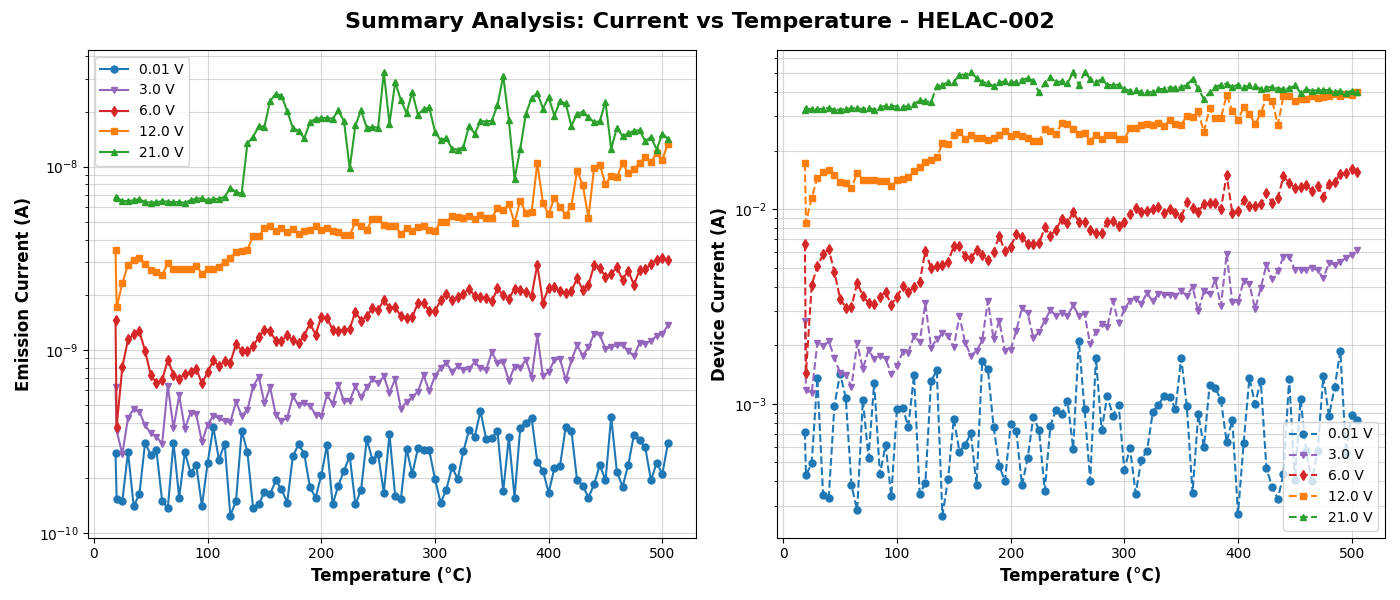 Summary Analysis: Current vs Temperature - HELAC-002
Emission Current (A)
10⁻⁸
10⁻⁹
10⁻¹⁰
0.01 V
3.0 V
6.0 V
12.0 V
21.0 V
0 100 200 300 400 500
Temperature (°C)
Device Current (A)
10⁻²
10⁻³
0.01 V
3.0 V
6.0 V
12.0 V
21.0 V
0 100 200 300 400 500
Temperature (°C)